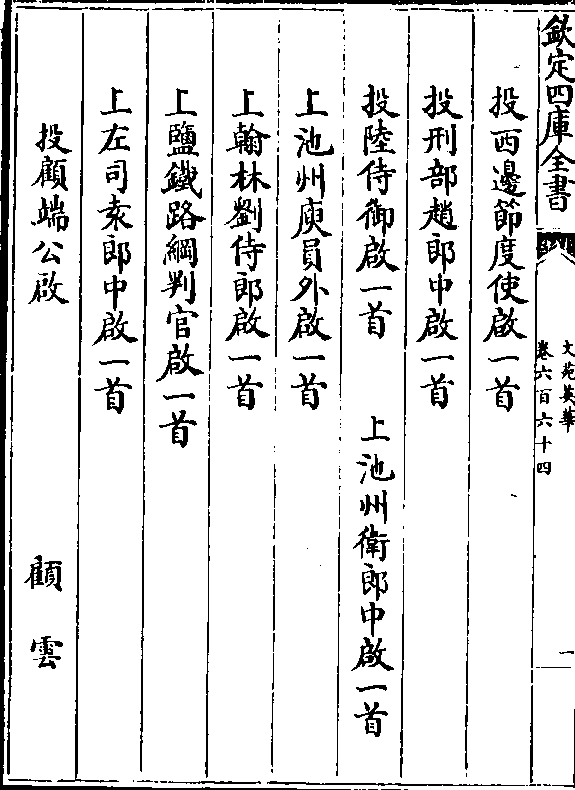 欽定四庫全書
文苑英華
卷六百六十四
一
投西邊節度使啟一首
投刑部趙郎中啟一首
投陸侍御啟一首 上池州衛郎中啟一首
上池州庾員外啟一首
上翰林劉侍郎啟一首
上鹽鐵路綱判官啟一首
上左司袁郎中啟一首
投顧端公啟 顧雲